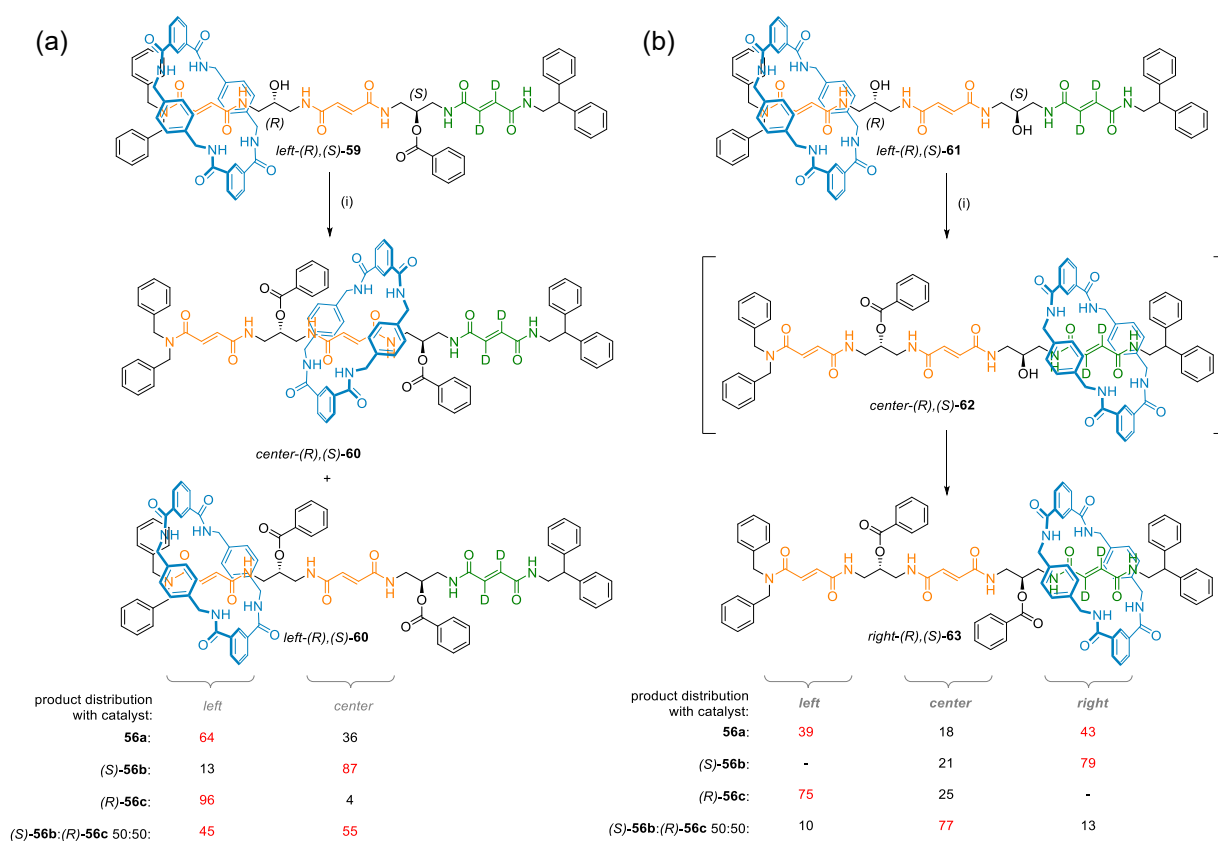 (a)
(b)
O
O
NH
HN
OH
H
N
O
O
N
H
(R)
(S)
H
N
O
D
D
O
H
N
O
O
left-(R),(S)-59
(i)
center-(R),(S)-60
+
left-(R),(S)-60
left-(R),(S)-61
(i)
center-(R),(S)-62
right-(R),(S)-63
product distribution
with catalyst:
left
center
56a:
64
36
(S)-56b:
13
87
(R)-56c:
96
4
(S)-56b:(R)-56c 50:50:
45
55
product distribution
with catalyst:
left
center
right
56a:
39
18
43
(S)-56b:
-
21
79
(R)-56c:
75
25
-
(S)-56b:(R)-56c 50:50:
10
77
13